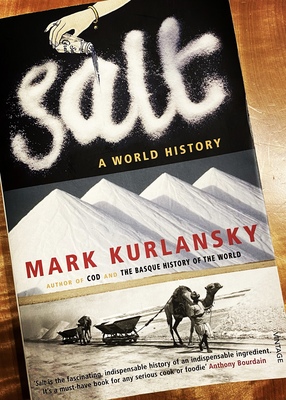 salt
A WORLD HISTORY
MARK KURLANSKY
AUTHOR OF COD AND THE BASQUE HISTORY OF THE WORLD
'Salt is the fascinating, indispensable history of an indispensable ingredient...
It's a must-have book for any serious cook or foodie' Anthony Bourdain
VINTAGE